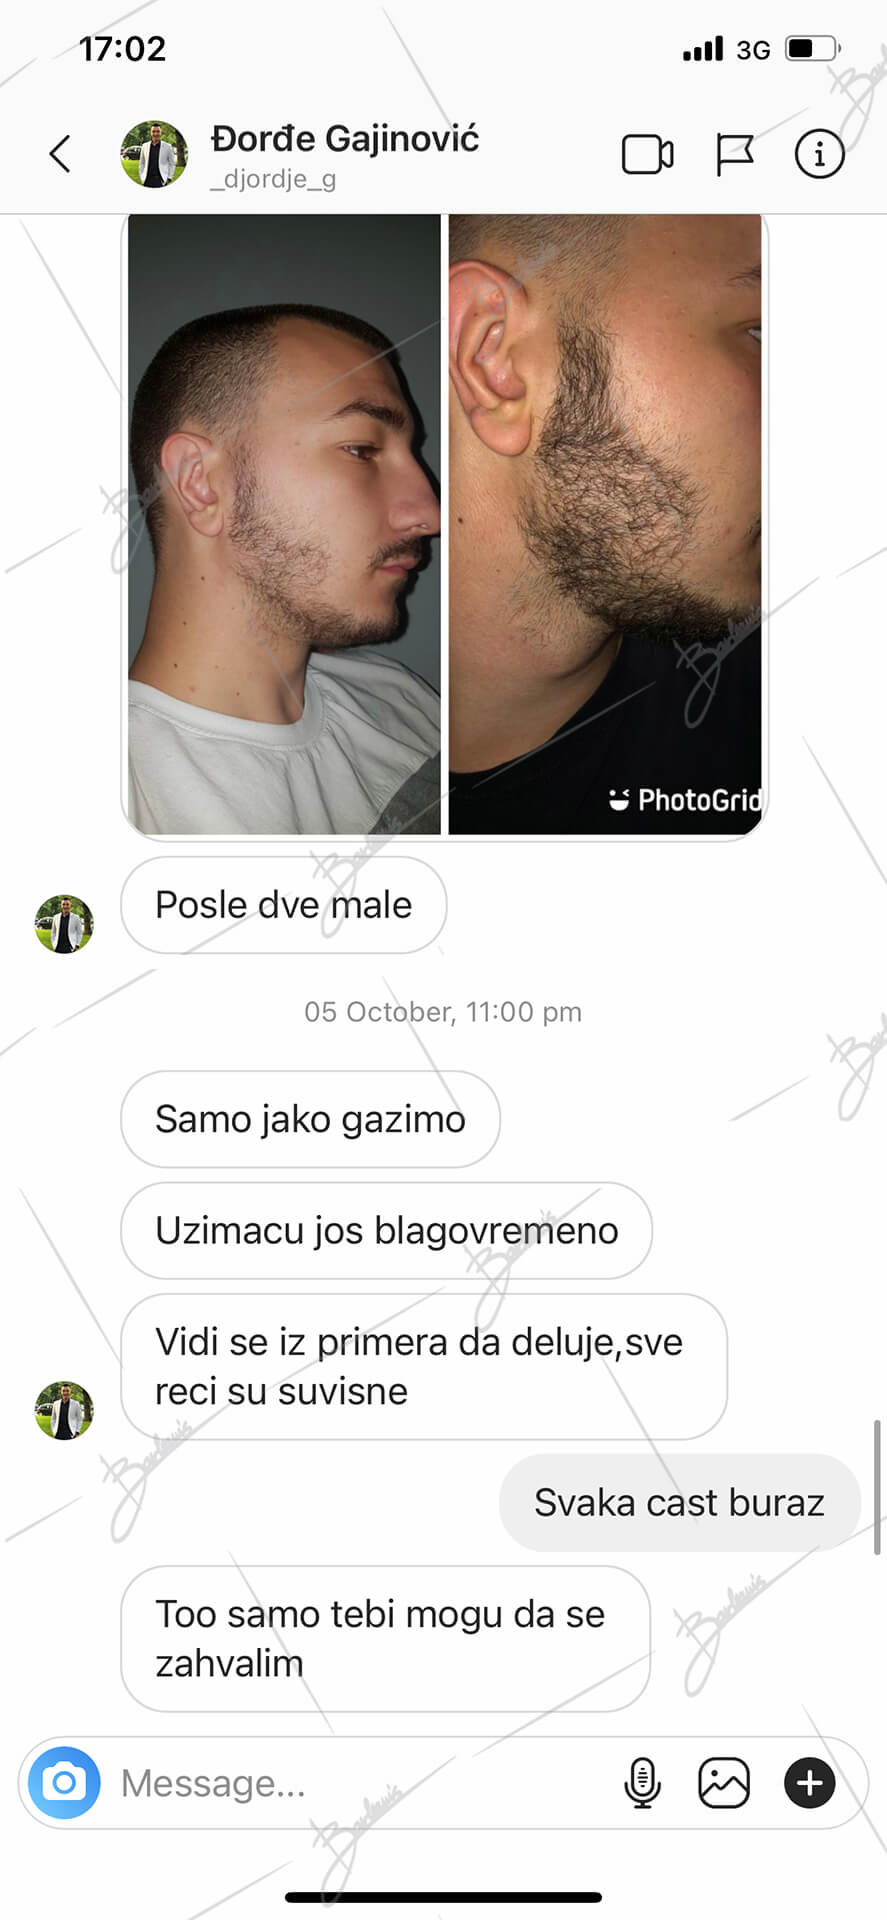 17:02
3G
Đorđe Gajinović
_djordje_g
PhotoGrid
Posle dve male
05 October, 11:00 pm
Samo jako gazimo
Uzimacu jos blagovremeno
Vidi se iz primera da deluje,sve
reci su suvisne
Svaka cast buraz
Too samo tebi mogu da se
zahvalim
Message...